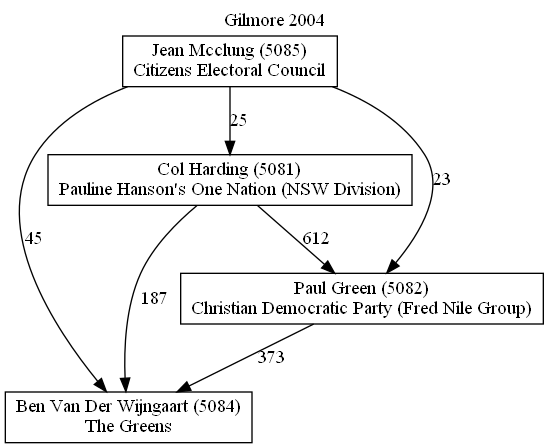 Gilmore 2004
Jean Mcclung (5085)
Citizens Electoral Council
25
Col Harding (5081)
Pauline Hanson's One Nation (NSW Division)
23
45
612
187
Paul Green (5082)
Christian Democratic Party (Fred Nile Group)
373
Ben Van Der Wijngaart (5084)
The Greens